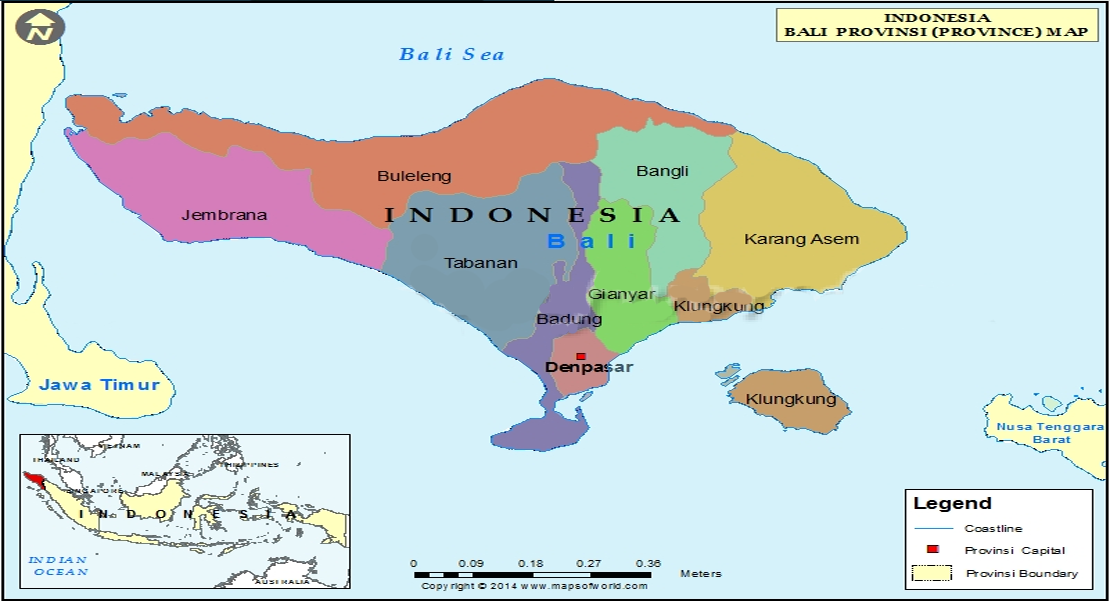 N
INDONESIA
BALI PROVINSI (PROVINCE) MAP
Bali Sea
Buleleng
Bangli
Jembrana
INDONESIA
Bali
Karang Asem
Tabanan
Gianyar
Klungkung
Badung
Denpasar
Jawa Timur
Klungkung
Nusa Tenggara
Barat
VIETNAM
THAILAND
PHILIPPINES
MALAYSIA
SINGAPORE
INDONESIA
INDIAN
OCEAN
AUSTRALIA
0 0.09 0.18 0.27 0.36
Meters
Copyright © 2014 www.mapsofworld.com
Legend
Coastline
Provinsi Capital
Provinsi Boundary